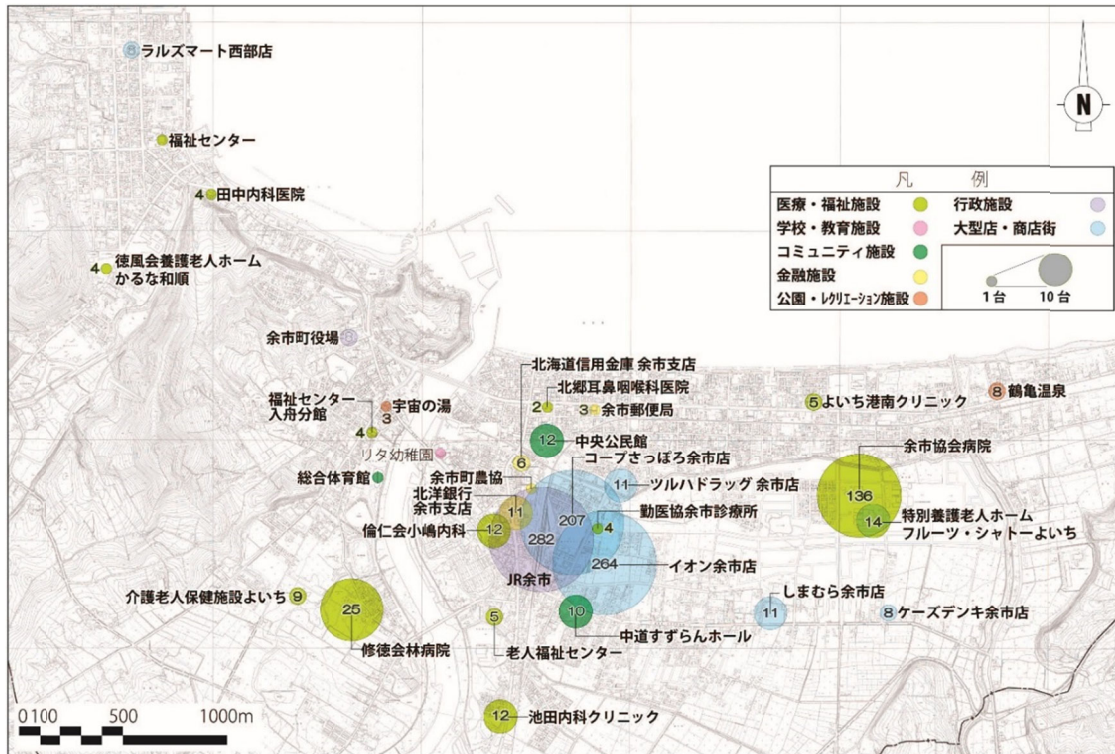 8 ラルズマート西部店
福祉センター
4 田中内科医院
4 徳風会養護老人ホーム
かるな和順
N
凡 例
医療・福祉施設
行政施設
学校・教育施設
大型店・商店街
コミュニティ施設
金融施設
公園・レクリエーション施設
1台
10台
余市町役場 8
北海道信用金庫 余市支店
北郷耳鼻咽喉科医院
2
3 余市郵便局
5 よいち港南クリニック
8
鶴亀温泉
福祉センター
入舟分館
4
宇宙の湯
3
リタ幼稚園
総合体育館
12 中央公民館
6
コープさっぽろ余市店
余市町農協
11 ツルハドラッグ 余市店
北洋銀行
余市支店
11
207
勤医協余市診療所
4
余市協会病院
136
14 特別養護老人ホーム
フルーツ・シャトーよいち
倫仁会小嶋内科 12
282
JR余市
264
イオン余市店
介護老人保健施設よいち 9
25
修徳会林病院
5
老人福祉センター
10
中道すずらんホール
しまむら余市店
11
8 ケーズデンキ余市店
12 池田内科クリニック
0 100 500 1000m